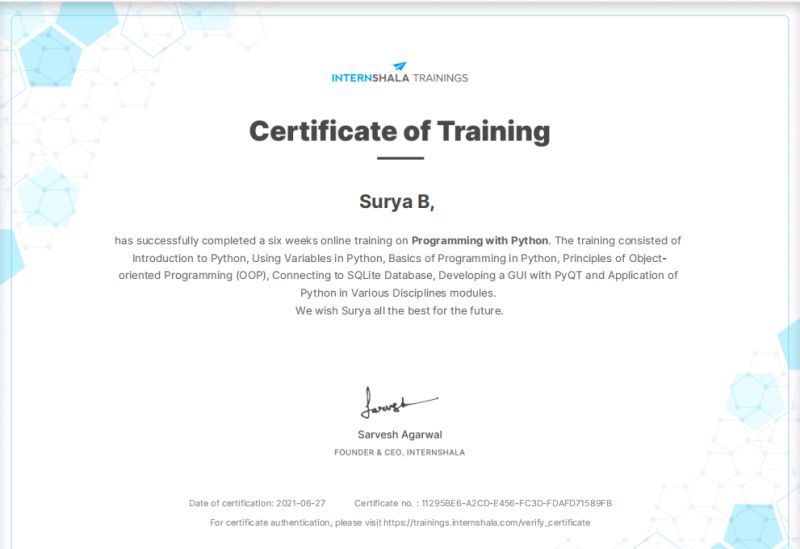 INTERNSHALA TRAININGS
Certificate of Training
Surya B,
has successfully completed a six weeks online training on Programming with Python. The training consisted of
Introduction to Python, Using Variables in Python, Basics of Programming in Python, Principles of Object-
oriented Programming (OOP), Connecting to SQLite Database, Developing a GUI with PyQT and Application of
Python in Various Disciplines modules.
We wish Surya all the best for the future.
Sarvesh
Sarvesh Agarwal
FOUNDER & CEO, INTERNSHALA
Date of certification: 2021-06-27 Certificate no. : 11295BE6-A2CD-E456-FC3D-FDAFD71589FB
For certificate authentication, please visit https://trainings.internshala.com/verify_certificate